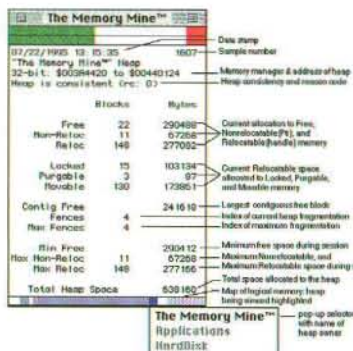 The Memory Mine™
Date stamp
07/22/1995 13:15:35 1607
Sample number
"The Memory Mine™" Heap
32-bit: $00384420 to $00440124
Memory manager & address of heap
Heap is consistent (rc: 0)
Heap consistency and reason code
Blocks Bytes
Free 22 290488
Non-Reloc 11 67268
Reloc 148 277082
Current allocation to Free,
Nonrelocatable(Ptr), and
Relocatable(handle) memory
Locked 15 103134
Purgable 3 87
Movable 130 173861
Current Relocatable space
allocated to Locked, Purgable,
and Movable memory
Contig Free 241618
Largest contiguous free block
Fences 4
Index of current heap fragmentation
Max Fences 4
Index of maximum fragmentation
Min Free 290412
Minimum free space during session
Max Non-Reloc 11 67268
Maximum Nonrelocatable, and
Max Reloc 148 277166
Maximum Relocatable space during
Total Heap Space 638160
Total space allocated to the heap
Map of logical memory: heap
being viewed highlighted
The Memory Mine™
Applications
HardDisk
pop-up selector
with name of
heap owner